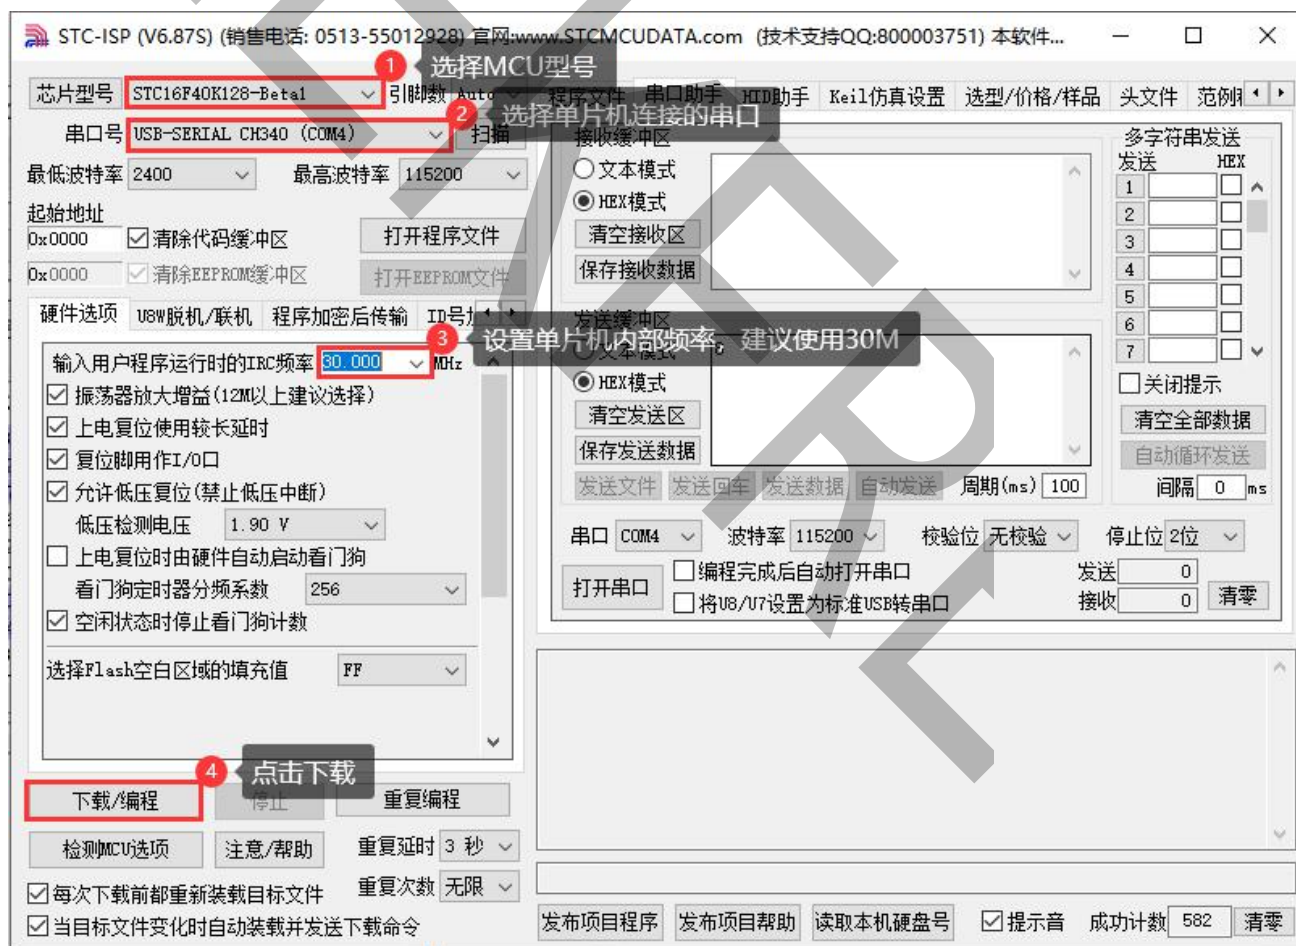 STC-ISP (V6.87S) (销售电话: 0513-55012928) 官网:www.STCMCUDATA.com (技术支持QQ:800003751) 本软件...
1 选择MCU型号
芯片型号 STC16F40K128-Beta1 引脚数 Auto
程序文件 串口助手 HID助手 Keil仿真设置 选型/价格/样品 头文件
2 选择单片机连接的串口
串口号 USB-SERIAL CH340 (COM4) 扫描
最低波特率 2400 最高波特率 115200
起始地址
0x0000 清除代码缓冲区 打开程序文件
0x0000 清除EEPROM缓冲区 打开EEPROM文件
硬件选项 U8W脱机/联机 程序加密后传输
3 设置单片机内部频率，建议使用30M
输入用户程序运行时的IRC频率 30.000 MHz
振荡器放大增益(12M以上建议选择)
上电复位使用较长延时
复位脚用作I/O口
允许低压复位(禁止低压中断)
低压检测电压 1.90 V
上电复位时由硬件自动启动看门狗
看门狗定时器分频系数 256
空闲状态时停止看门狗计数
选择Flash空白区域的填充值 FF
4 点击下载
下载/编程 停止 重复编程
检测MCU选项 注意/帮助 重复延时 3 秒
每次下载前都重新装载目标文件 重复次数 无限
当目标文件变化时自动装载并发送下载命令
接收缓冲区
文本模式
HEX模式
清空接收区
保存接收数据
发送缓冲区
文本模式
HEX模式
清空发送区
保存发送数据
发送文件 发送回车 发送数据 自动发送 周期(ms) 100
多字符串发送
发送 HEX
1
2
3
4
5
6
7
关闭提示
清空全部数据
自动循环发送
间隔 0 ms
串口 COM4 波特率 115200 校验位 无校验 停止位 2位
打开串口 编程完成后自动打开串口 发送 0
将U8/U7设置为标准USB转串口 接收 0 清零
发布项目程序 发布项目帮助 读取本机硬盘号 提示音 成功计数 582 清零